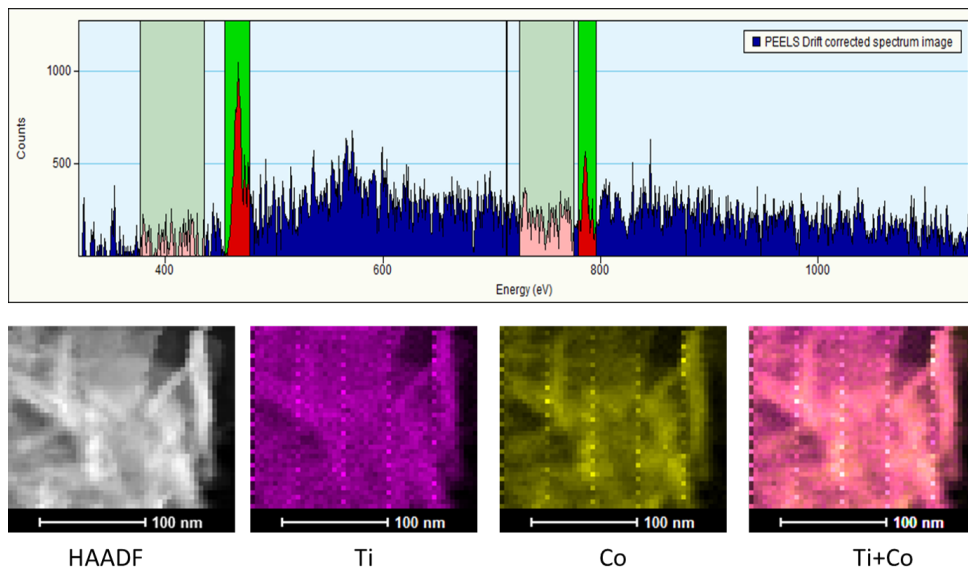 PEELS Drift corrected spectrum image
1000
500
Counts
400 600 800 1000
Energy (eV)
100 nm 100 nm 100 nm 100 nm
HAADF Ti Co Ti+Co